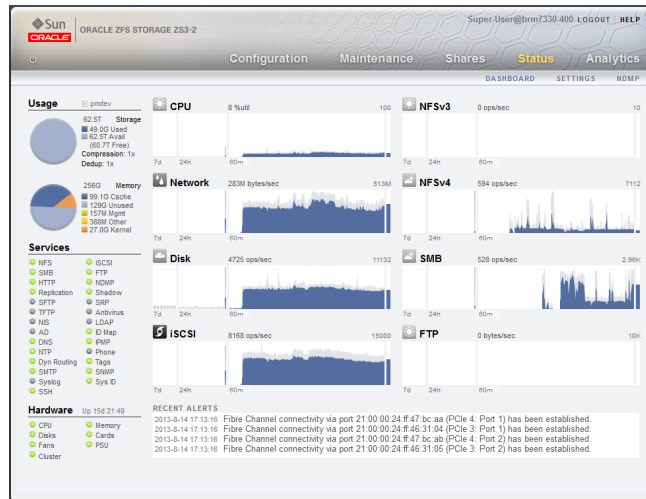 Sun
ORACLE
ORACLE ZFS STORAGE ZS3-2
Super-User@brm7330-400 LOGOUT HELP
Configuration Maintenance Shares Status Analytics
DASHBOARD SETTINGS NDMP
Usage pmdev
62.5T Storage
49.0G Used
62.5T Avail
(60.7T Free)
Compression: 1x
Dedup: 1x
256G Memory
99.1G Cache
129G Unused
157M Mgmt
388M Other
27.0G Kernel
Services
NFS iSCSI
SMB FTP
HTTP NDMP
Replication Shadow
SFTP SRP
TFTP Antivirus
NIS LDAP
AD ID Map
DNS IPMP
NTP Phone
Dyn Routing Tags
SMTP SNMP
Syslog Sys ID
SSH
Hardware Up 15d 21:49
CPU Memory
Disks Cards
Fans PSU
Cluster
CPU 8 %util 100
7d 24h 60m
Network 283M bytes/sec 513M
7d 24h 60m
Disk 4725 ops/sec 11132
7d 24h 60m
iSCSI 8168 ops/sec 15000
7d 24h 60m
NFSv3 0 ops/sec 10
7d 24h 60m
NFSv4 594 ops/sec 7112
7d 24h 60m
SMB 528 ops/sec 2.96K
7d 24h 60m
FTP 0 bytes/sec 10K
7d 24h 60m
RECENT ALERTS
2013-8-14 17:13:16 Fibre Channel connectivity via port 21:00:00:24:ff:47:bc:aa (PCIe 4: Port 1) has been established.
2013-8-14 17:13:16 Fibre Channel connectivity via port 21:00:00:24:ff:46:31:04 (PCIe 3: Port 1) has been established.
2013-8-14 17:13:16 Fibre Channel connectivity via port 21:00:00:24:ff:47:bc:ab (PCIe 4: Port 2) has been established.
2013-8-14 17:13:16 Fibre Channel connectivity via port 21:00:00:24:ff:46:31:05 (PCIe 3: Port 2) has been established.